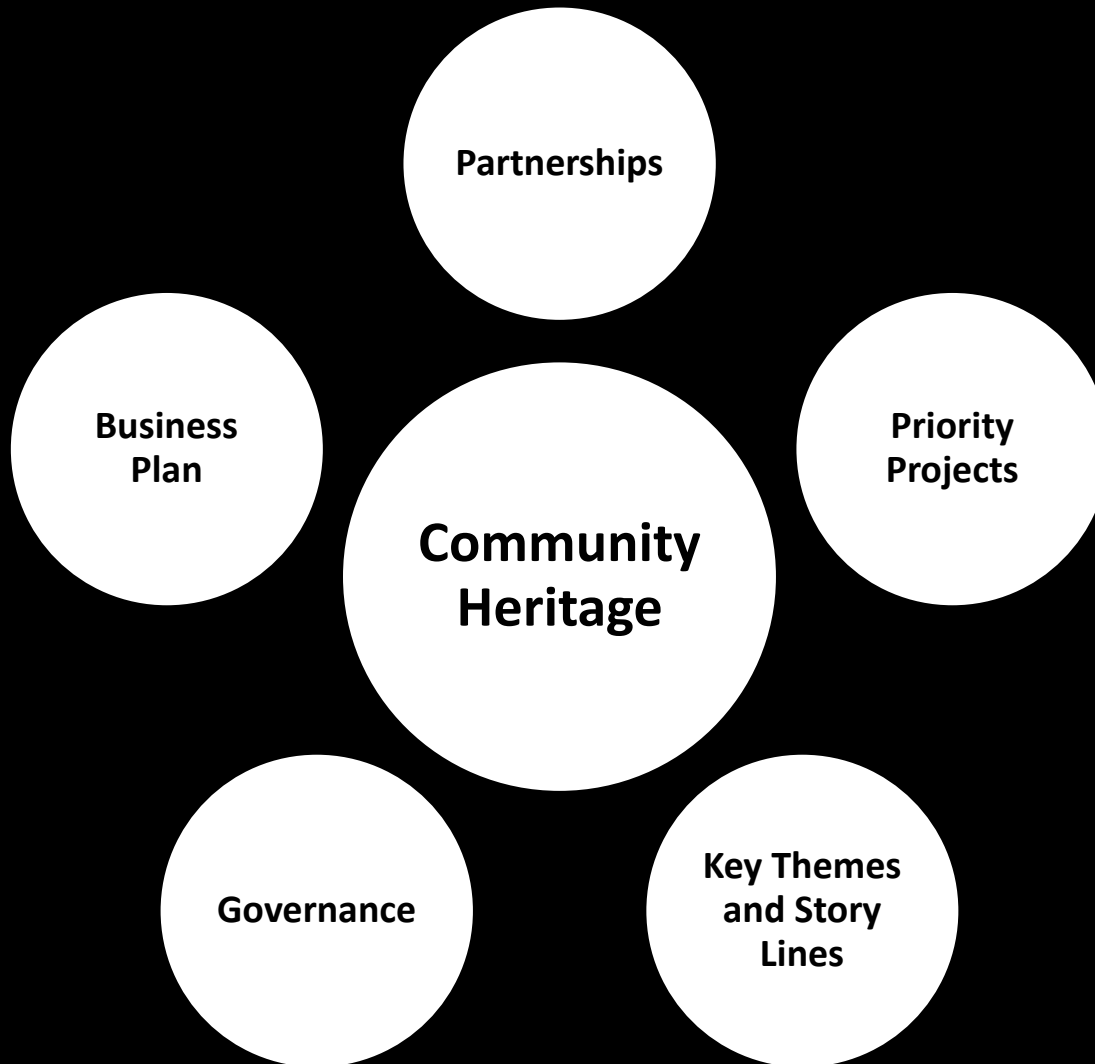 Partnerships
Business
Plan
Priority
Projects
Community
Heritage
Governance
Key Themes
and Story
Lines